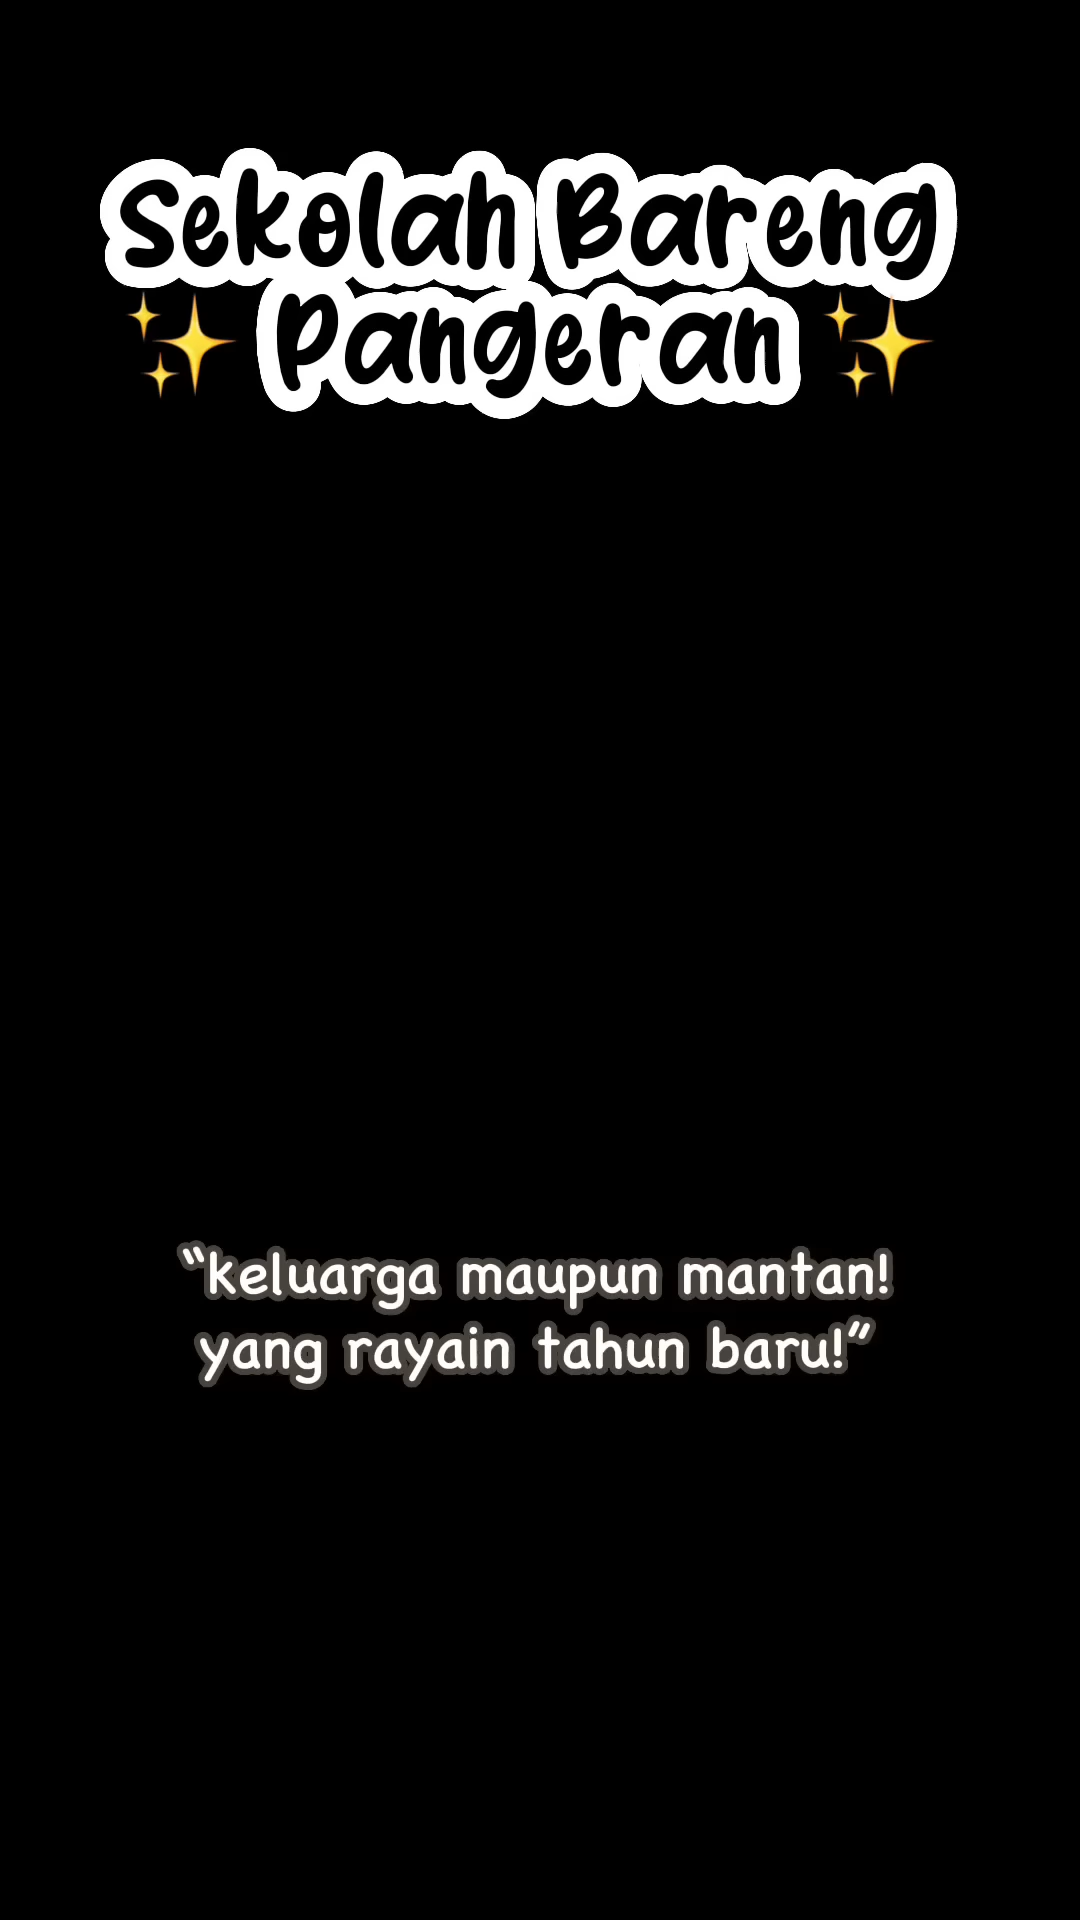 Sekolah Bareng
✨ Pangeran ✨
“keluarga maupun mantan!
yang rayain tahun baru!”